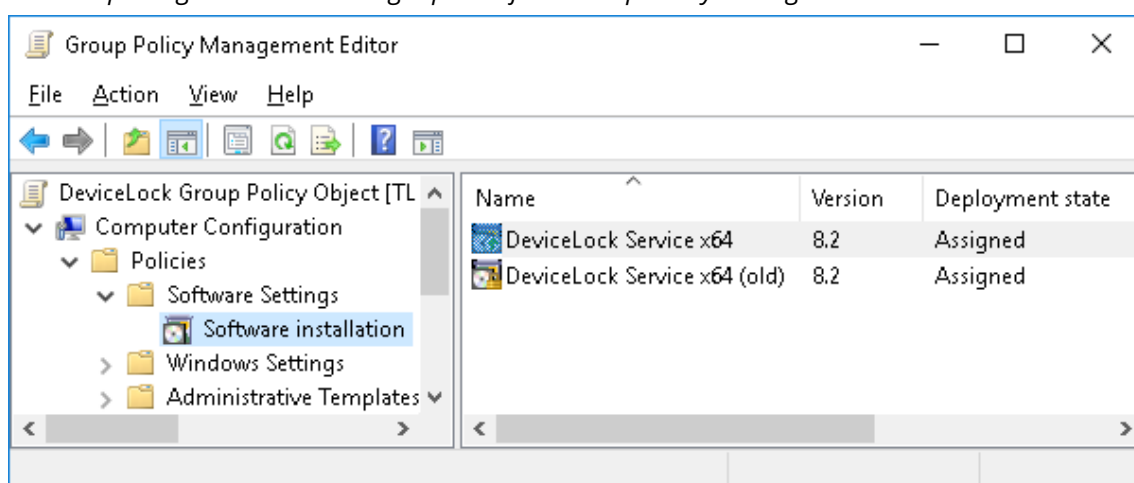 Group Policy Management Editor
File Action View Help
DeviceLock Group Policy Object [TL
Computer Configuration
Policies
Software Settings
Software installation
Windows Settings
Administrative Templates
Name Version Deployment state
DeviceLock Service x64 8.2 Assigned
DeviceLock Service x64 (old) 8.2 Assigned